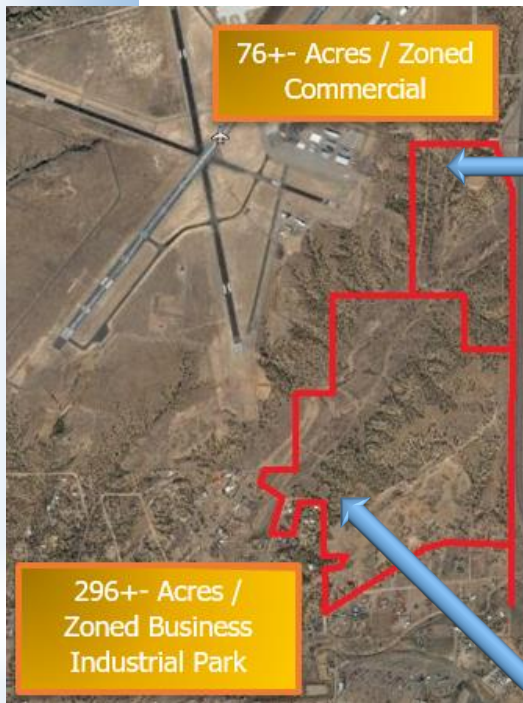 76+- Acres / Zoned
Commercial
296+- Acres /
Zoned Business
Industrial Park